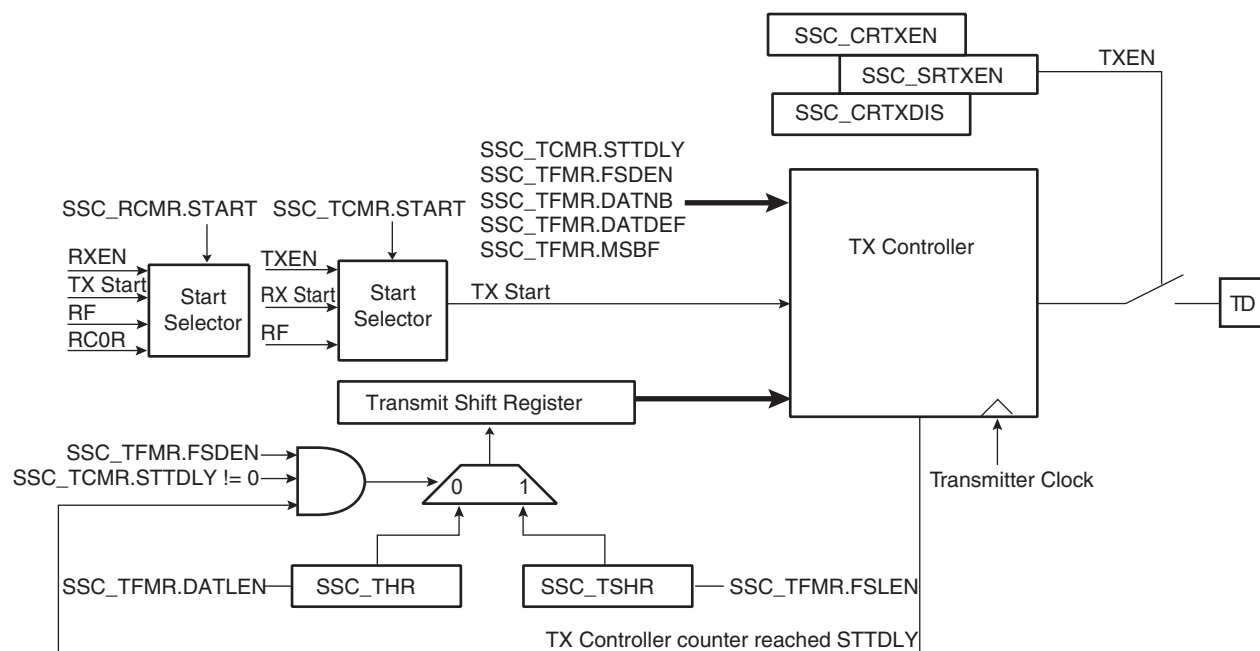 SSC_CRTXEN
SSC_SRTXEN
TXEN
SSC_CRTXDIS
SSC_TCMR.STTDLY
SSC_TFMR.FSDEN
SSC_TFMR.DATNB
SSC_TFMR.DATDEF
SSC_TFMR.MSBF
SSC_RCMR.START
SSC_TCMR.START
RXEN
TX Start
RF
RC0R
Start
Selector
TXEN
RX Start
RF
Start
Selector
TX Start
TX Controller
TD
Transmit Shift Register
SSC_TFMR.FSDEN
SSC_TCMR.STTDLY != 0
0
1
Transmitter Clock
SSC_TFMR.DATLEN
SSC_THR
SSC_TSHR
SSC_TFMR.FSLEN
TX Controller counter reached STTDLY